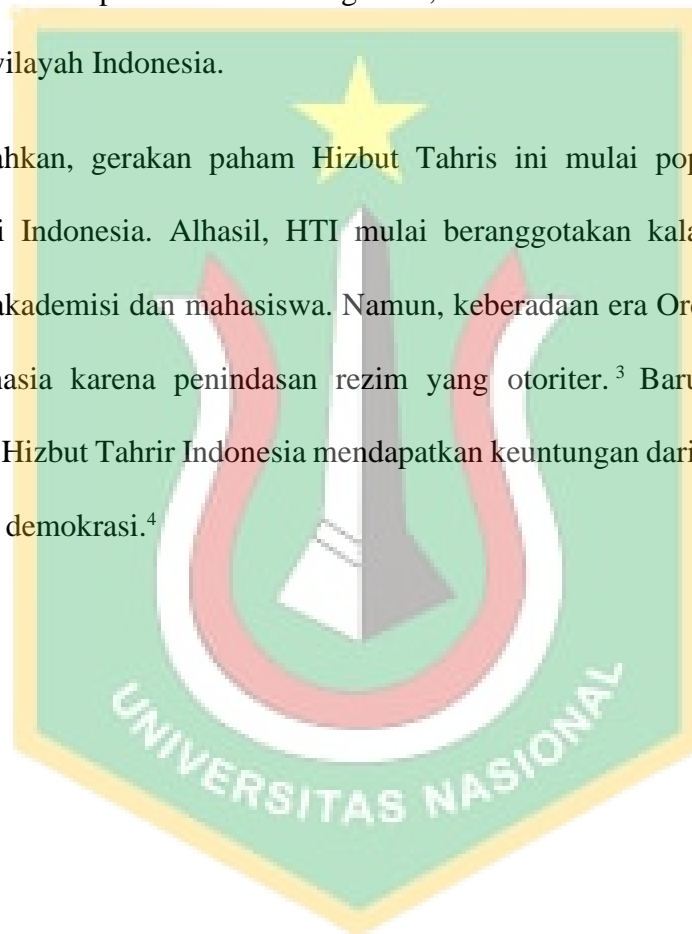 wilayah Indonesia.
ahkan, gerakan paham Hizbut Tahris ini mulai pop
i Indonesia. Alhasil, HTI mulai beranggotakan kala
akademisi dan mahasiswa. Namun, keberadaan era Or
hasia karena penindasan rezim yang otoriter. ³ Baru
Hizbut Tahrir Indonesia mendapatkan keuntungan dari
demokrasi.⁴
UNIVERSITAS NASIONAL